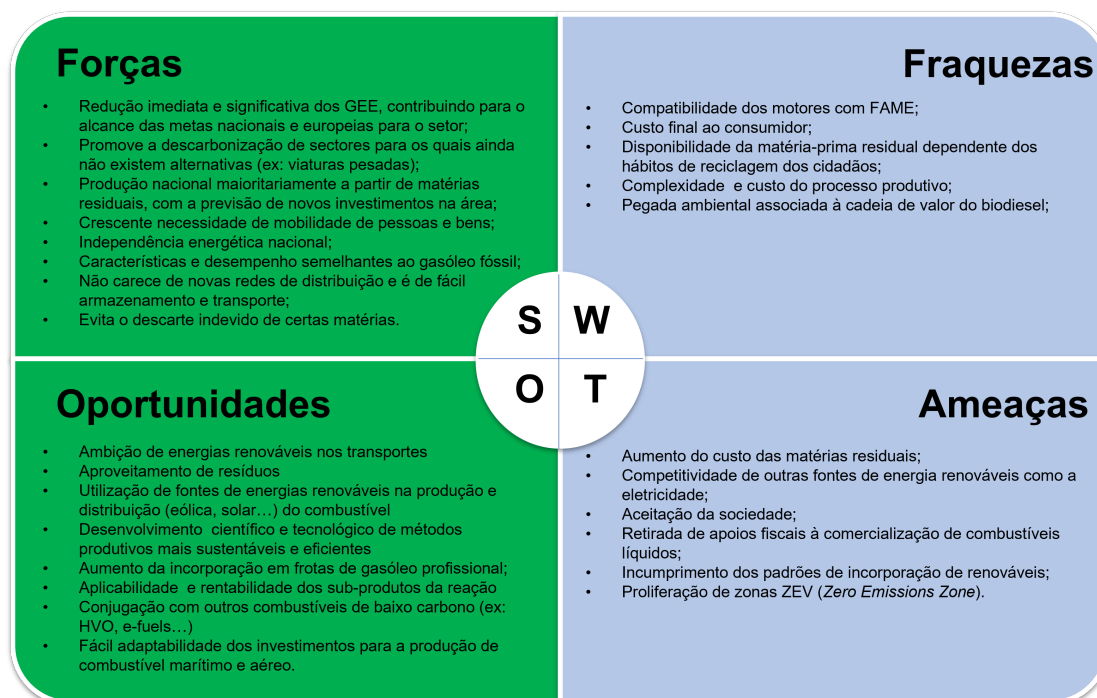 Forças
• Redução imediata e significativa dos GEE, contribuindo para o
alcance das metas nacionais e europeias para o setor;
• Promove a descarbonização de sectores para os quais ainda
não existem alternativas (ex: viaturas pesadas);
• Produção nacional maioritariamente a partir de matérias
residuais, com a previsão de novos investimentos na área;
• Crescente necessidade de mobilidade de pessoas e bens;
• Independência energética nacional;
• Características e desempenho semelhantes ao gasóleo fóssil;
• Não carece de novas redes de distribuição e é de fácil
armazenamento e transporte;
• Evita o descarte indevido de certas matérias.
Fraquezas
• Compatibilidade dos motores com FAME;
• Custo final ao consumidor;
• Disponibilidade da matéria-prima residual dependente dos
hábitos de reciclagem dos cidadãos;
• Complexidade e custo do processo produtivo;
• Pegada ambiental associada à cadeia de valor do biodiesel;
S W
O T
Oportunidades
• Ambição de energias renováveis nos transportes
• Aproveitamento de resíduos
• Utilização de fontes de energias renováveis na produção e
distribuição (eólica, solar…) do combustível
• Desenvolvimento científico e tecnológico de métodos
produtivos mais sustentáveis e eficientes
• Aumento da incorporação em frotas de gasóleo profissional;
• Aplicabilidade e rentabilidade dos sub-produtos da reação
• Conjugação com outros combustíveis de baixo carbono (ex:
HVO, e-fuels…)
• Fácil adaptabilidade dos investimentos para a produção de
combustível marítimo e aéreo.
Ameaças
• Aumento do custo das matérias residuais;
• Competitividade de outras fontes de energia renováveis como a
eletricidade;
• Aceitação da sociedade;
• Retirada de apoios fiscais à comercialização de combustíveis
líquidos;
• Incumprimento dos padrões de incorporação de renováveis;
• Proliferação de zonas ZEV (Zero Emissions Zone).